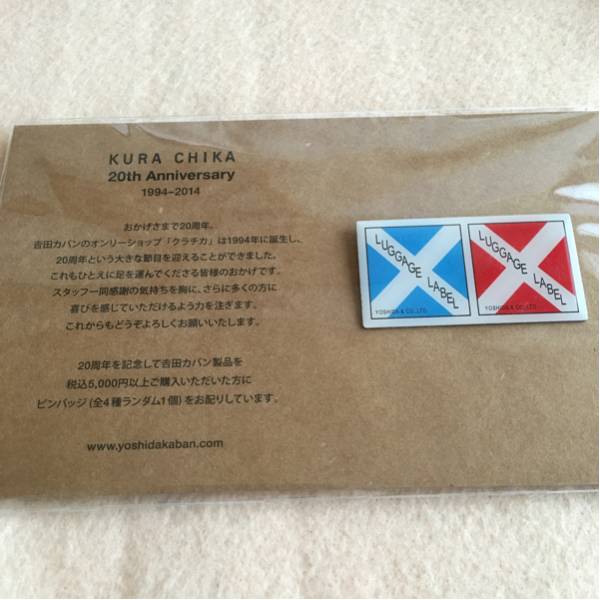 KURA CHIKA
20th Anniversary
1994–2014
おかげさまで20周年。
吉田カバンのオンリーショップ「クラチカ」は1994年に誕生し、
20周年という大きな節目を迎えることができました。
これもひとえに足を運んでくださる皆様のおかげです。
スタッフ一同感謝の気持ちを胸に、さらに多くの方に
喜びを感じていただけるよう力を注ぎます。
これからもどうぞよろしくお願いいたします。
20周年を記念して吉田カバン製品を
税込5,000円以上ご購入いただいた方に
ピンバッジ(全4種ランダム1個)をお配りしています。
www.yoshidakaban.com
LUGGAGE LABEL
YOSHIDA & CO., LTD.
LUGGAGE LABEL
YOSHIDA & CO., LTD.